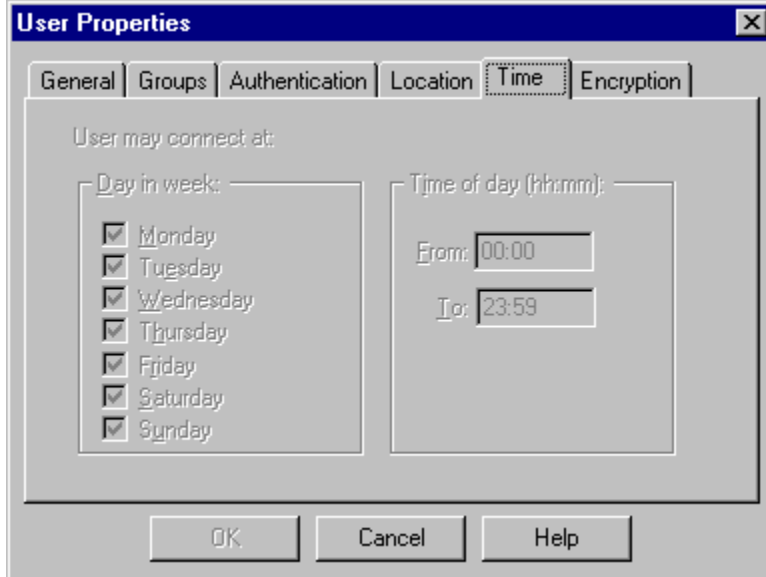 User Properties
General Groups Authentication Location Time Encryption
User may connect at:
Day in week:
Monday
Tuesday
Wednesday
Thursday
Friday
Saturday
Sunday
Time of day (hh:mm):
From: 00:00
To: 23:59
OK Cancel Help